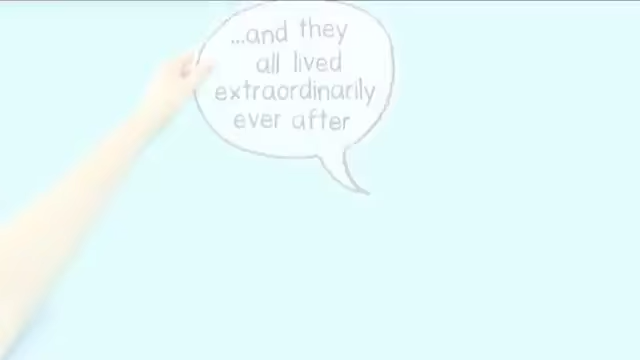 ...and they
all lived
extraordinarily
ever after